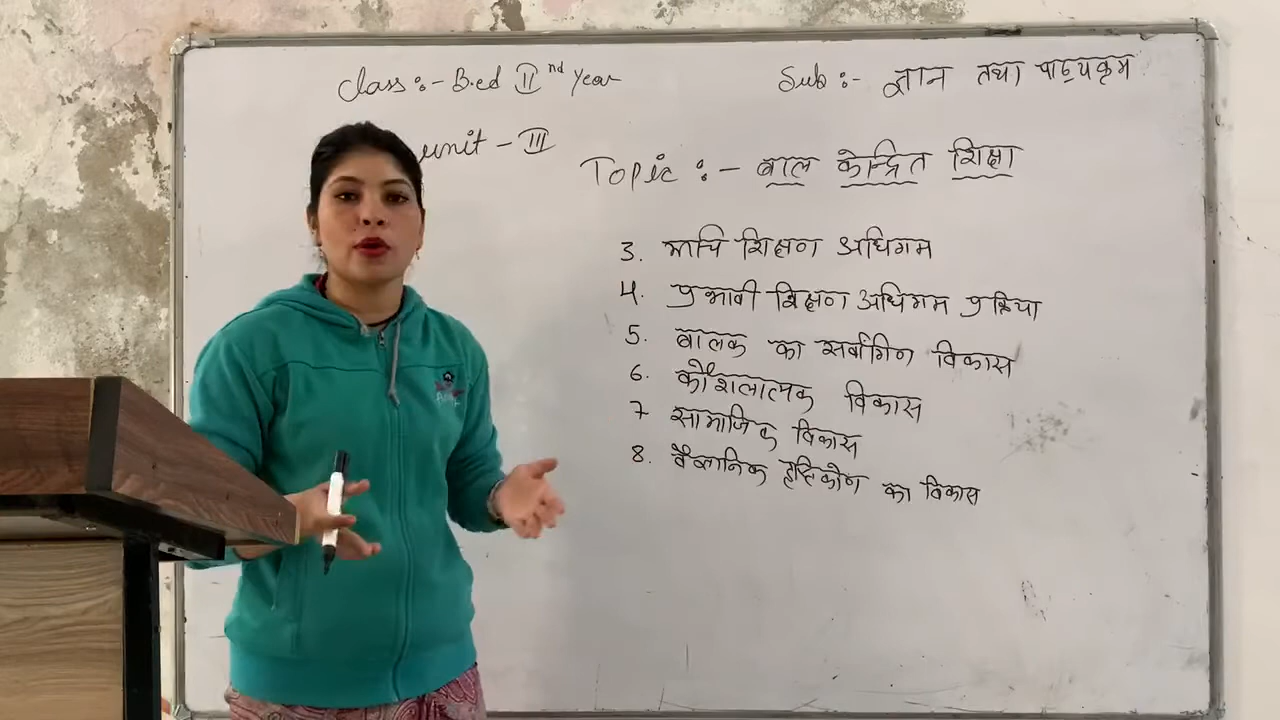 Class :- B.ed II nd Year
Sub :- ज्ञान तथा पाठ्यक्रम
unit - III
Topic :- बाल केन्द्रित शिक्षा
3. भाचि शिक्षण अधिगम
4. प्रभावी शिक्षण अधिगम प्रक्रिया
5. बालक का सर्वांगिण विकास
6. कौशलात्मक विकास
7 सामाजिक विकास
8. वैज्ञानिक दृष्टिकोण का विकास